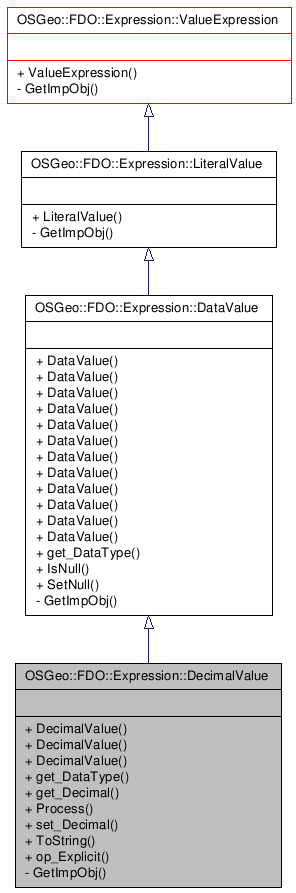 OSGeo::FDO::Expression::ValueExpression
+ ValueExpression()
- GetImpObj()
OSGeo::FDO::Expression::LiteralValue
+ LiteralValue()
- GetImpObj()
OSGeo::FDO::Expression::DataValue
+ DataValue()
+ DataValue()
+ DataValue()
+ DataValue()
+ DataValue()
+ DataValue()
+ DataValue()
+ DataValue()
+ DataValue()
+ DataValue()
+ DataValue()
+ DataValue()
+ get_DataType()
+ IsNull()
+ SetNull()
- GetImpObj()
OSGeo::FDO::Expression::DecimalValue
+ DecimalValue()
+ DecimalValue()
+ DecimalValue()
+ get_DataType()
+ get_Decimal()
+ Process()
+ set_Decimal()
+ ToString()
+ op_Explicit()
- GetImpObj()